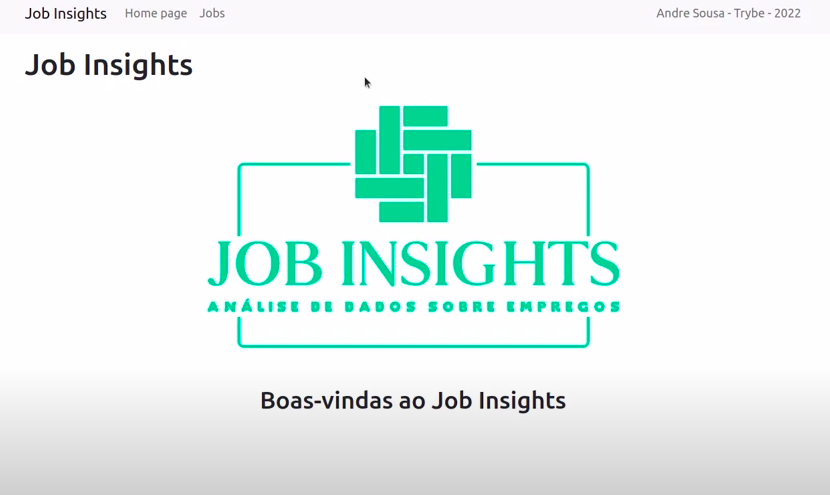 Job Insights Home page Jobs Andre Sousa - Trybe - 2022
Job Insights
JOB INSIGHTS
ANÁLISE DE DADOS SOBRE EMPREGOS
Boas-vindas ao Job Insights